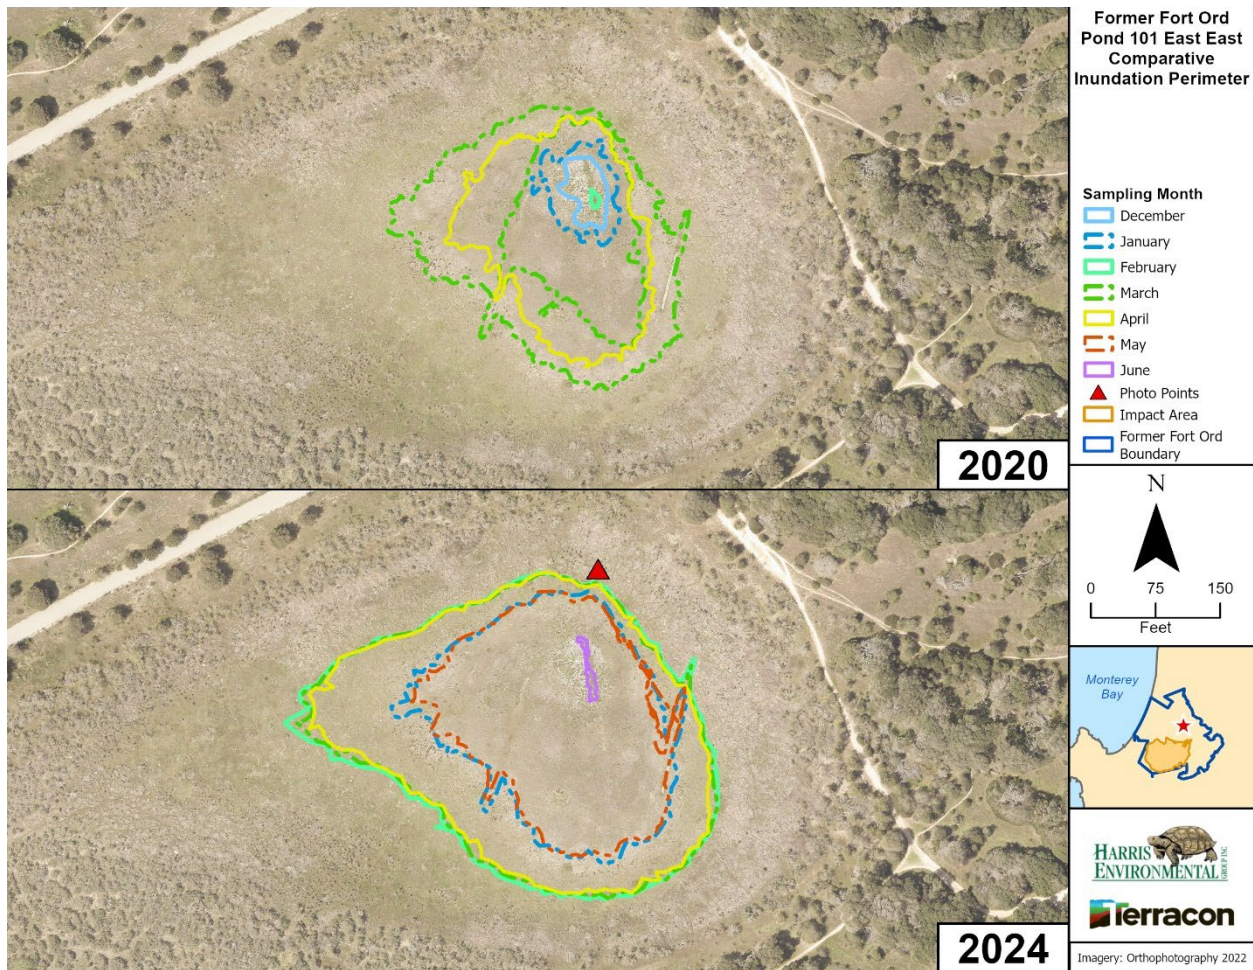 Former Fort Ord
Pond 101 East East
Comparative
Inundation Perimeter
Sampling Month
December
January
February
March
April
May
June
Photo Points
Impact Area
Former Fort Ord
Boundary
2020
N
0 75 150
Feet
Monterey
Bay
HARRIS
ENVIRONMENTAL
GROUP INC
Terracon
2024
Imagery: Orthophotography 2022